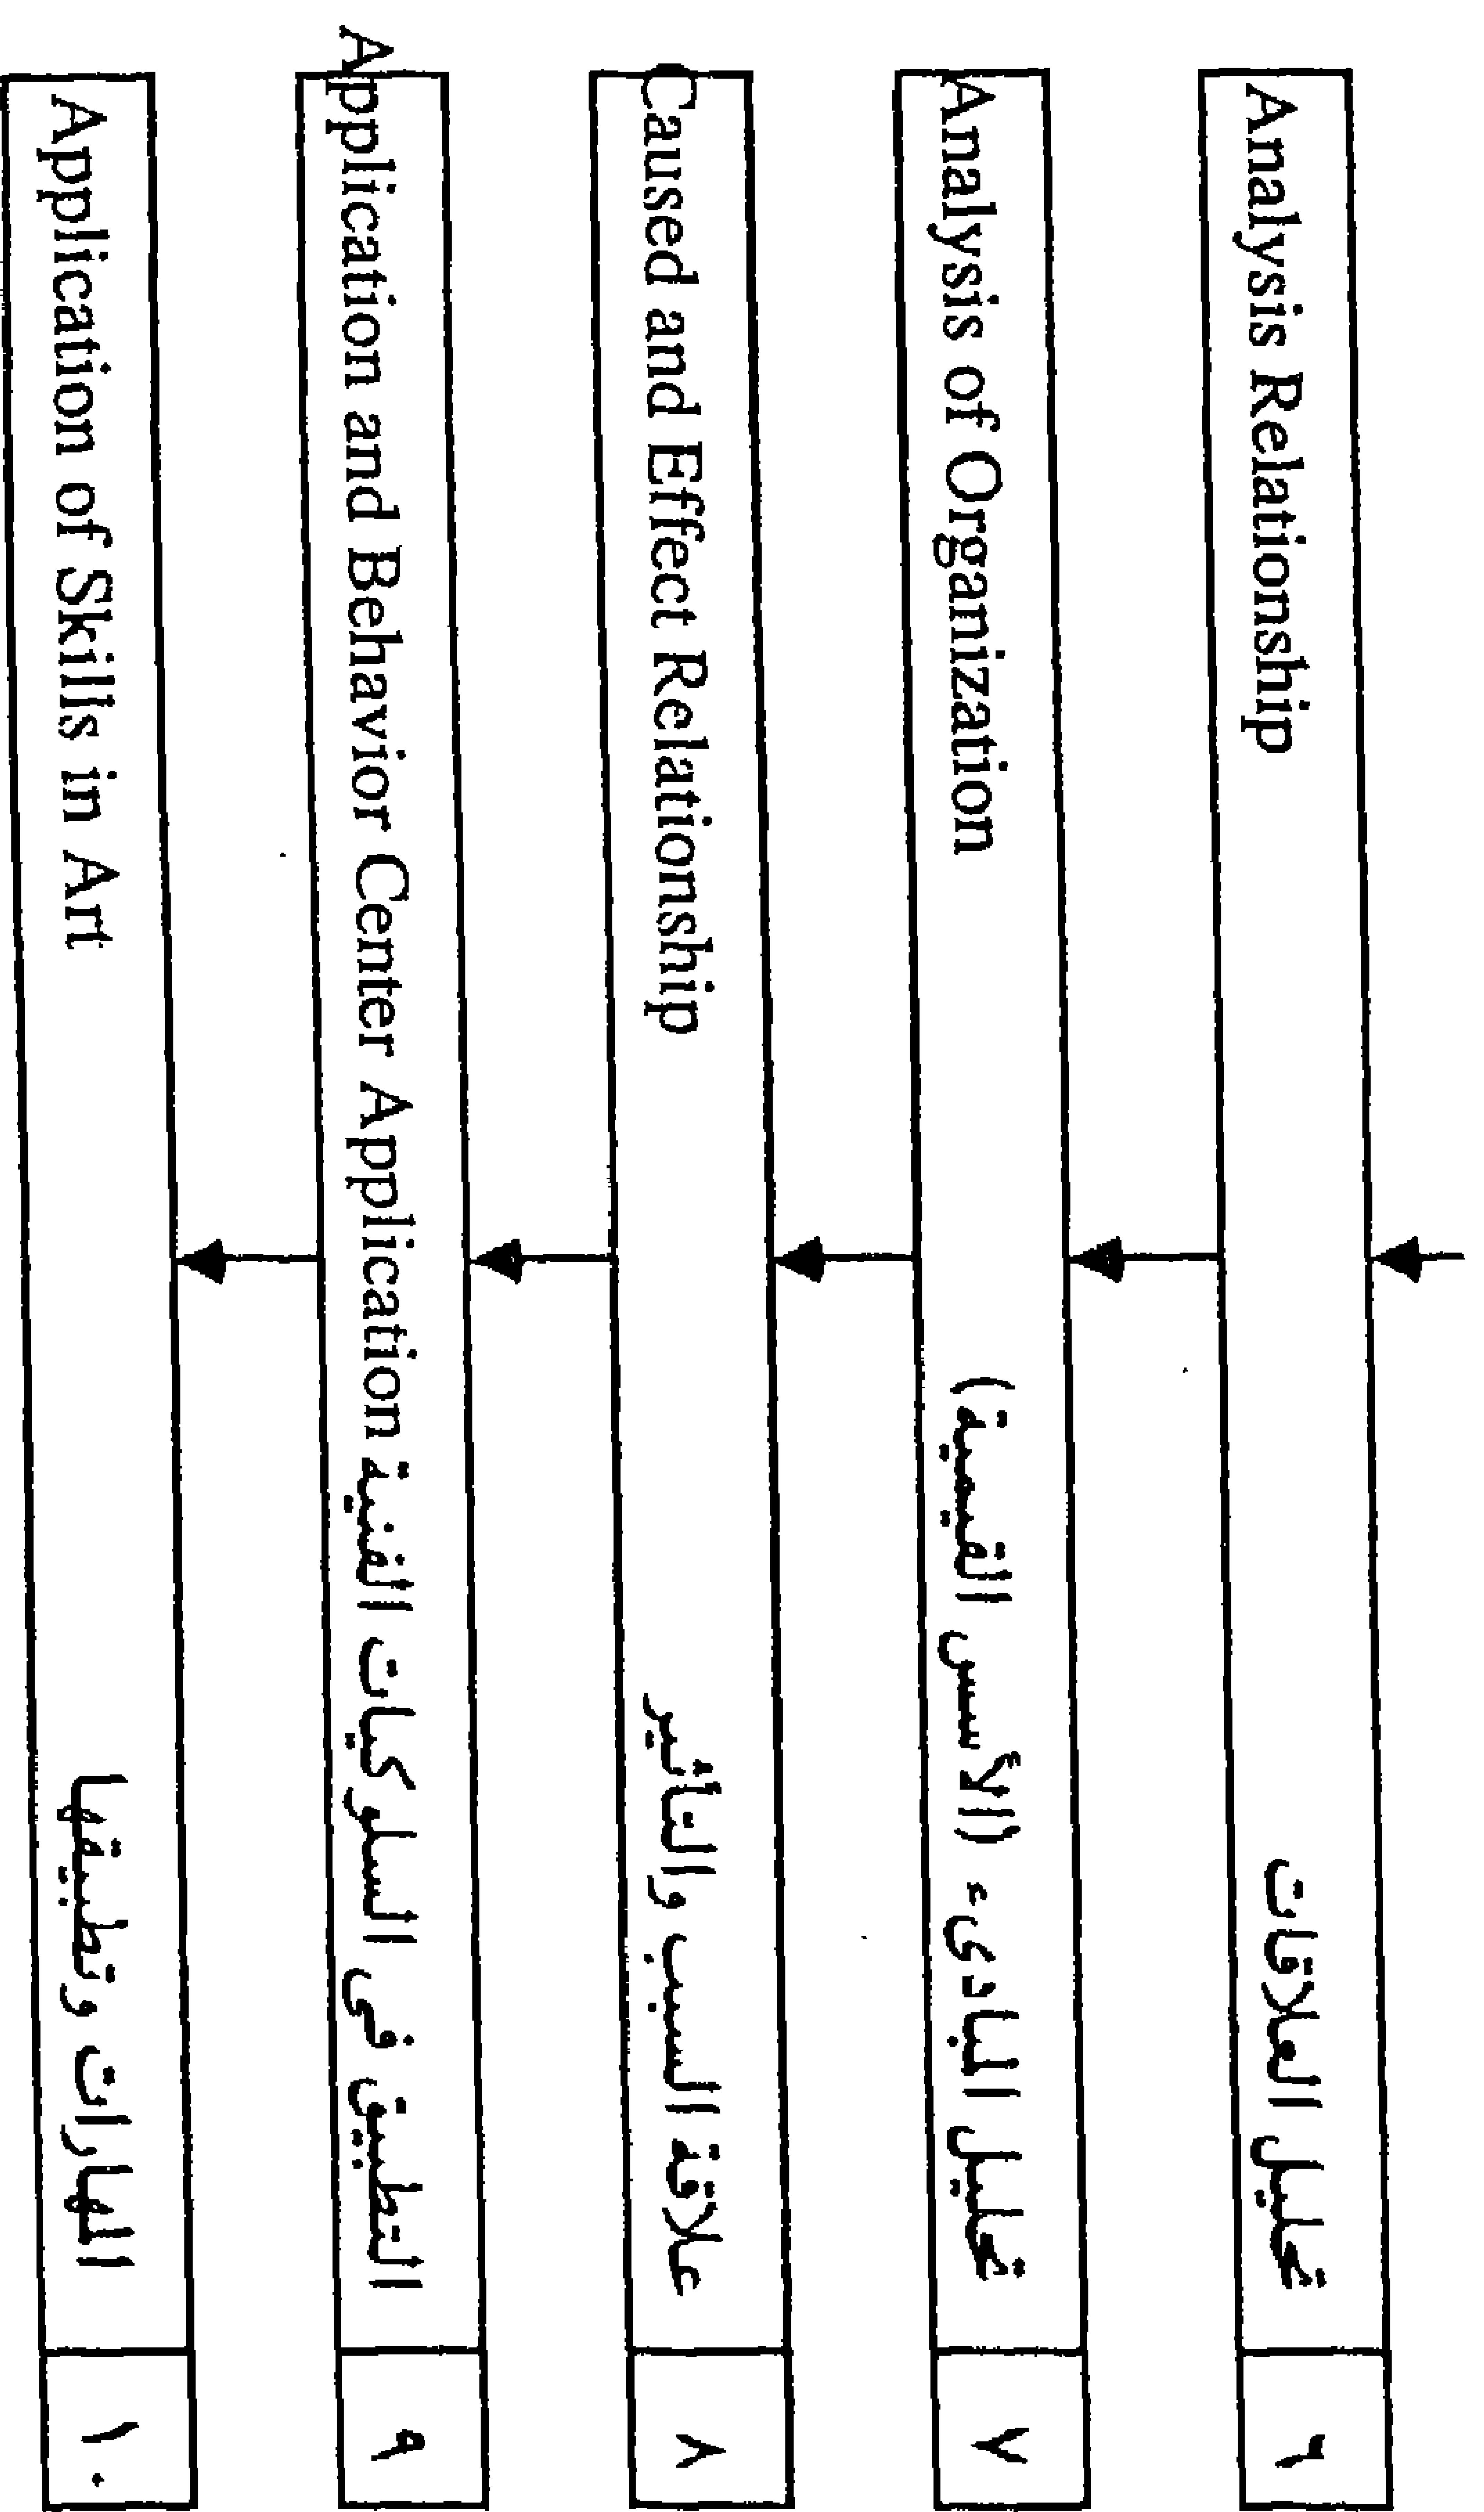 Analysis Relationship تحليل العلاقات ٦
Analysis of Organization تحليل المبادىء (الأسس القيمية) ٧
Caused and Effect Relationship علاقة السبب والتأثير ٨
Application and Behavior Center Application التطبيق فى السلوكيات الفنية ٩
Application of Skills in Art المهارات وتطبيقها ١٠